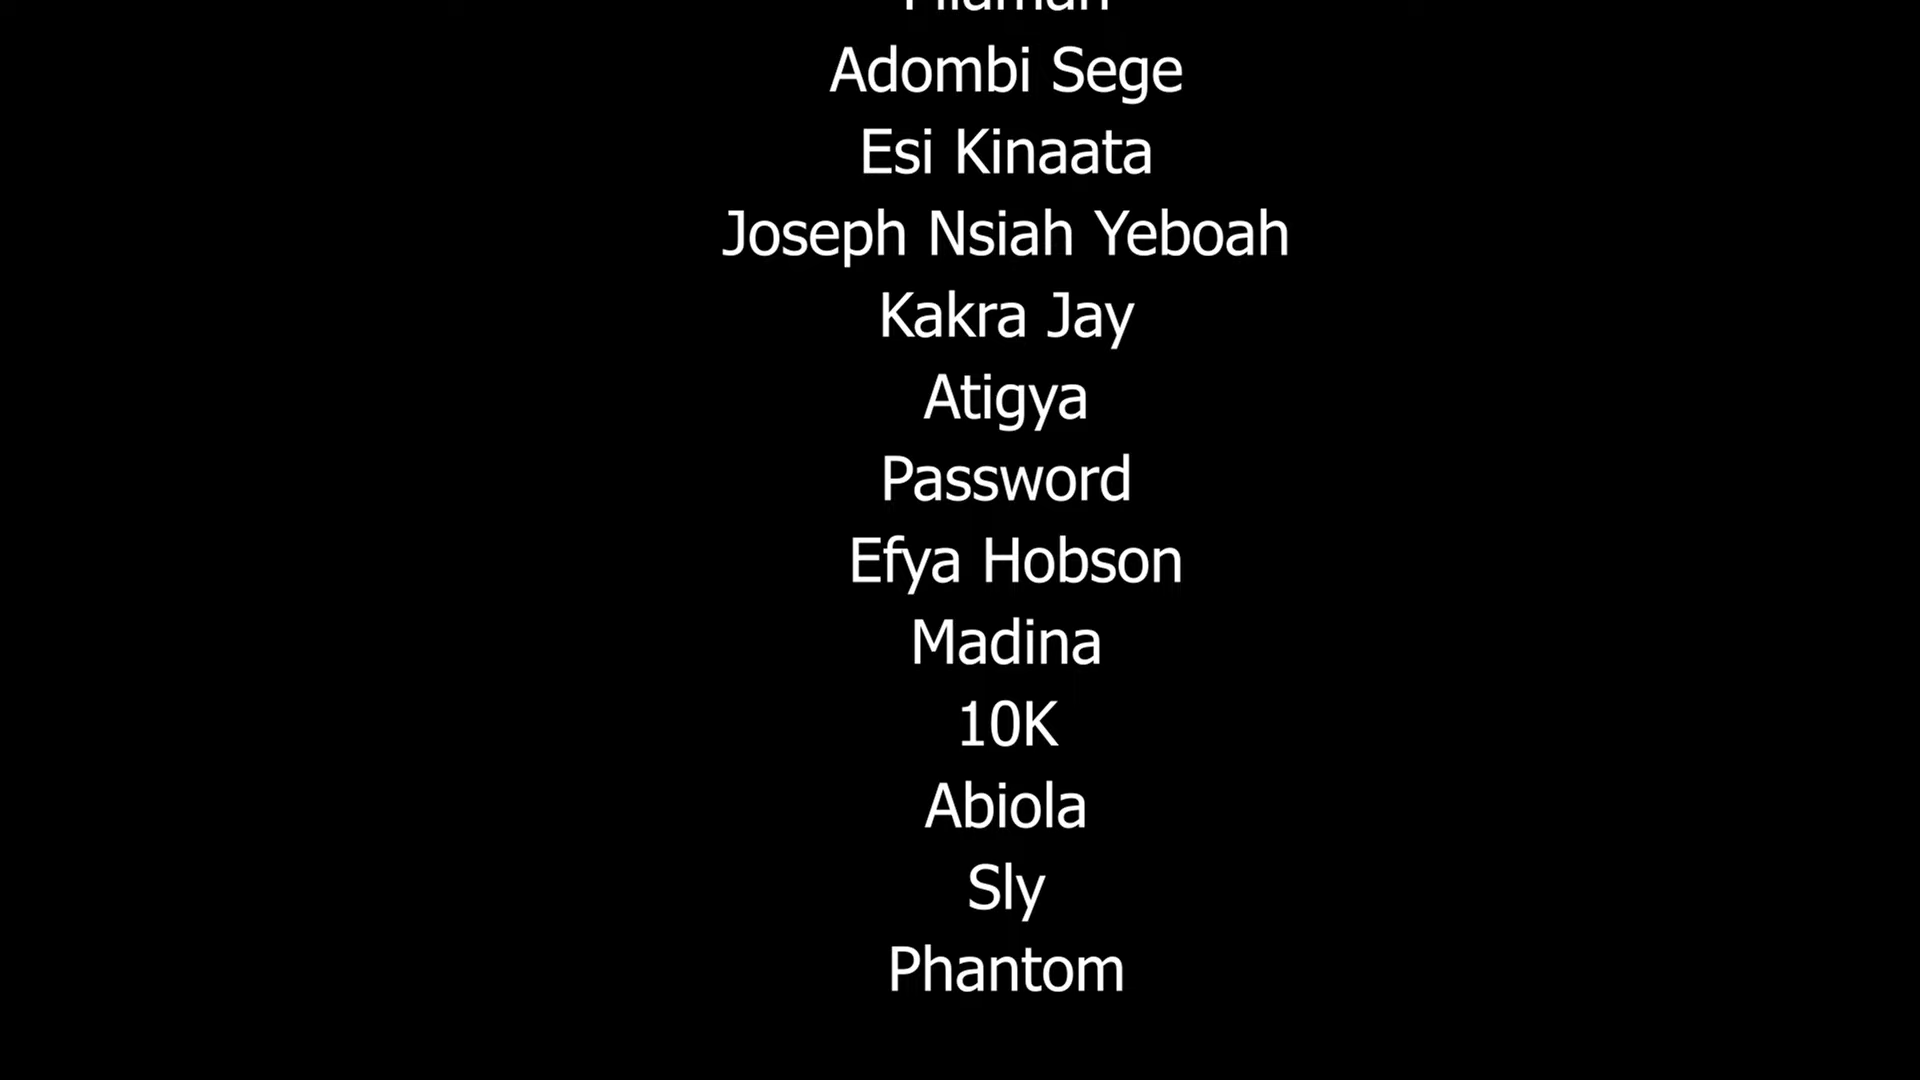 Adombi Sege
Esi Kinaata
Joseph Nsiah Yeboah
Kakra Jay
Atigya
Password
Efya Hobson
Madina
10K
Abiola
Sly
Phantom